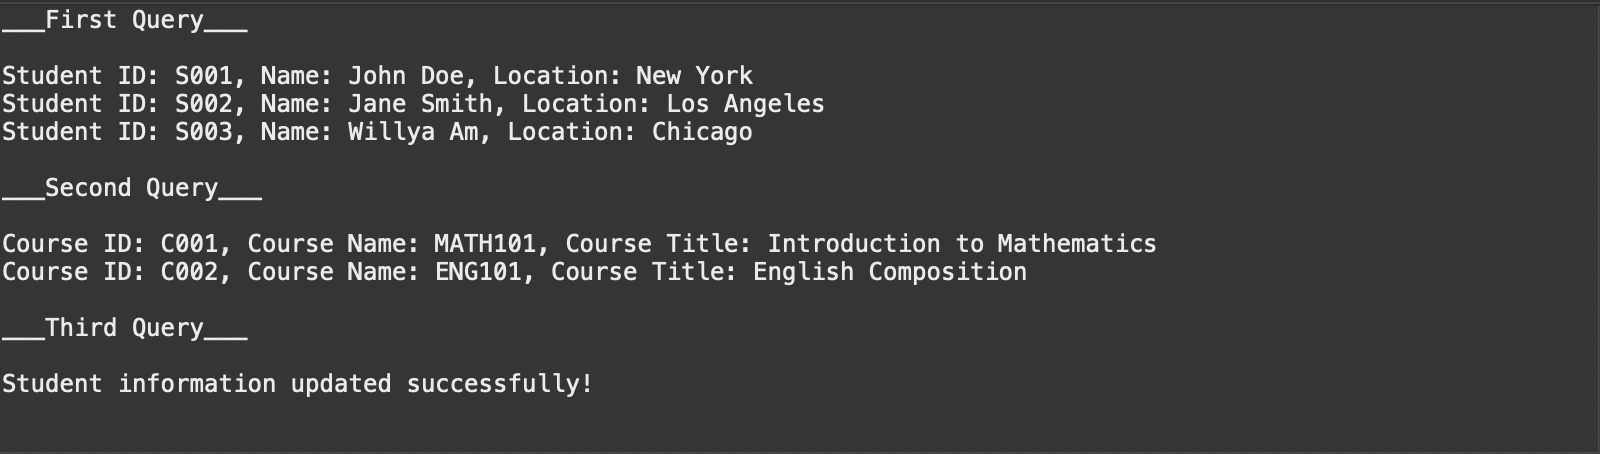 ___First Query___
Student ID: S001, Name: John Doe, Location: New York
Student ID: S002, Name: Jane Smith, Location: Los Angeles
Student ID: S003, Name: Willya Am, Location: Chicago
___Second Query___
Course ID: C001, Course Name: MATH101, Course Title: Introduction to Mathematics
Course ID: C002, Course Name: ENG101, Course Title: English Composition
___Third Query___
Student information updated successfully!